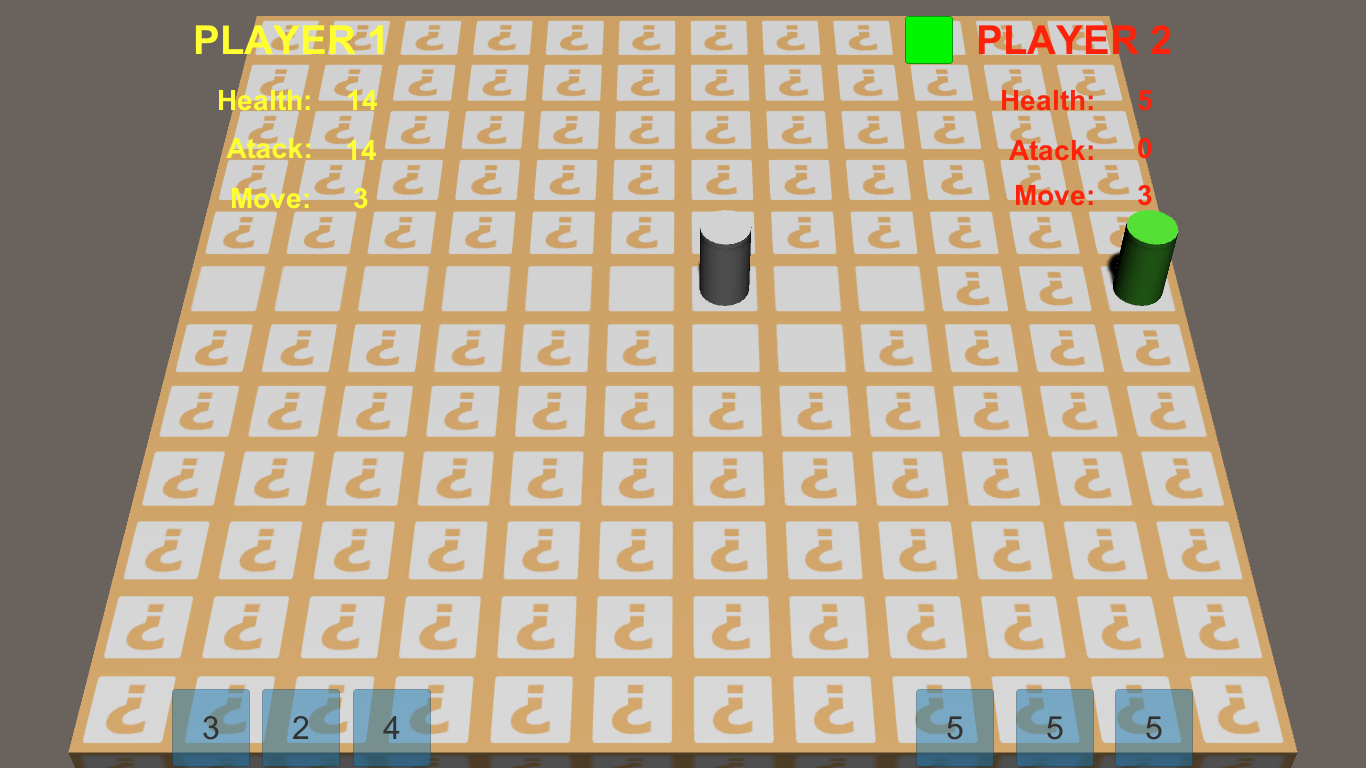 PLAYER 1
Health: 14
Atack: 14
Move: 3
PLAYER 2
Health: 5
Atack: 0
Move: 3
3 2 4
5 5 5